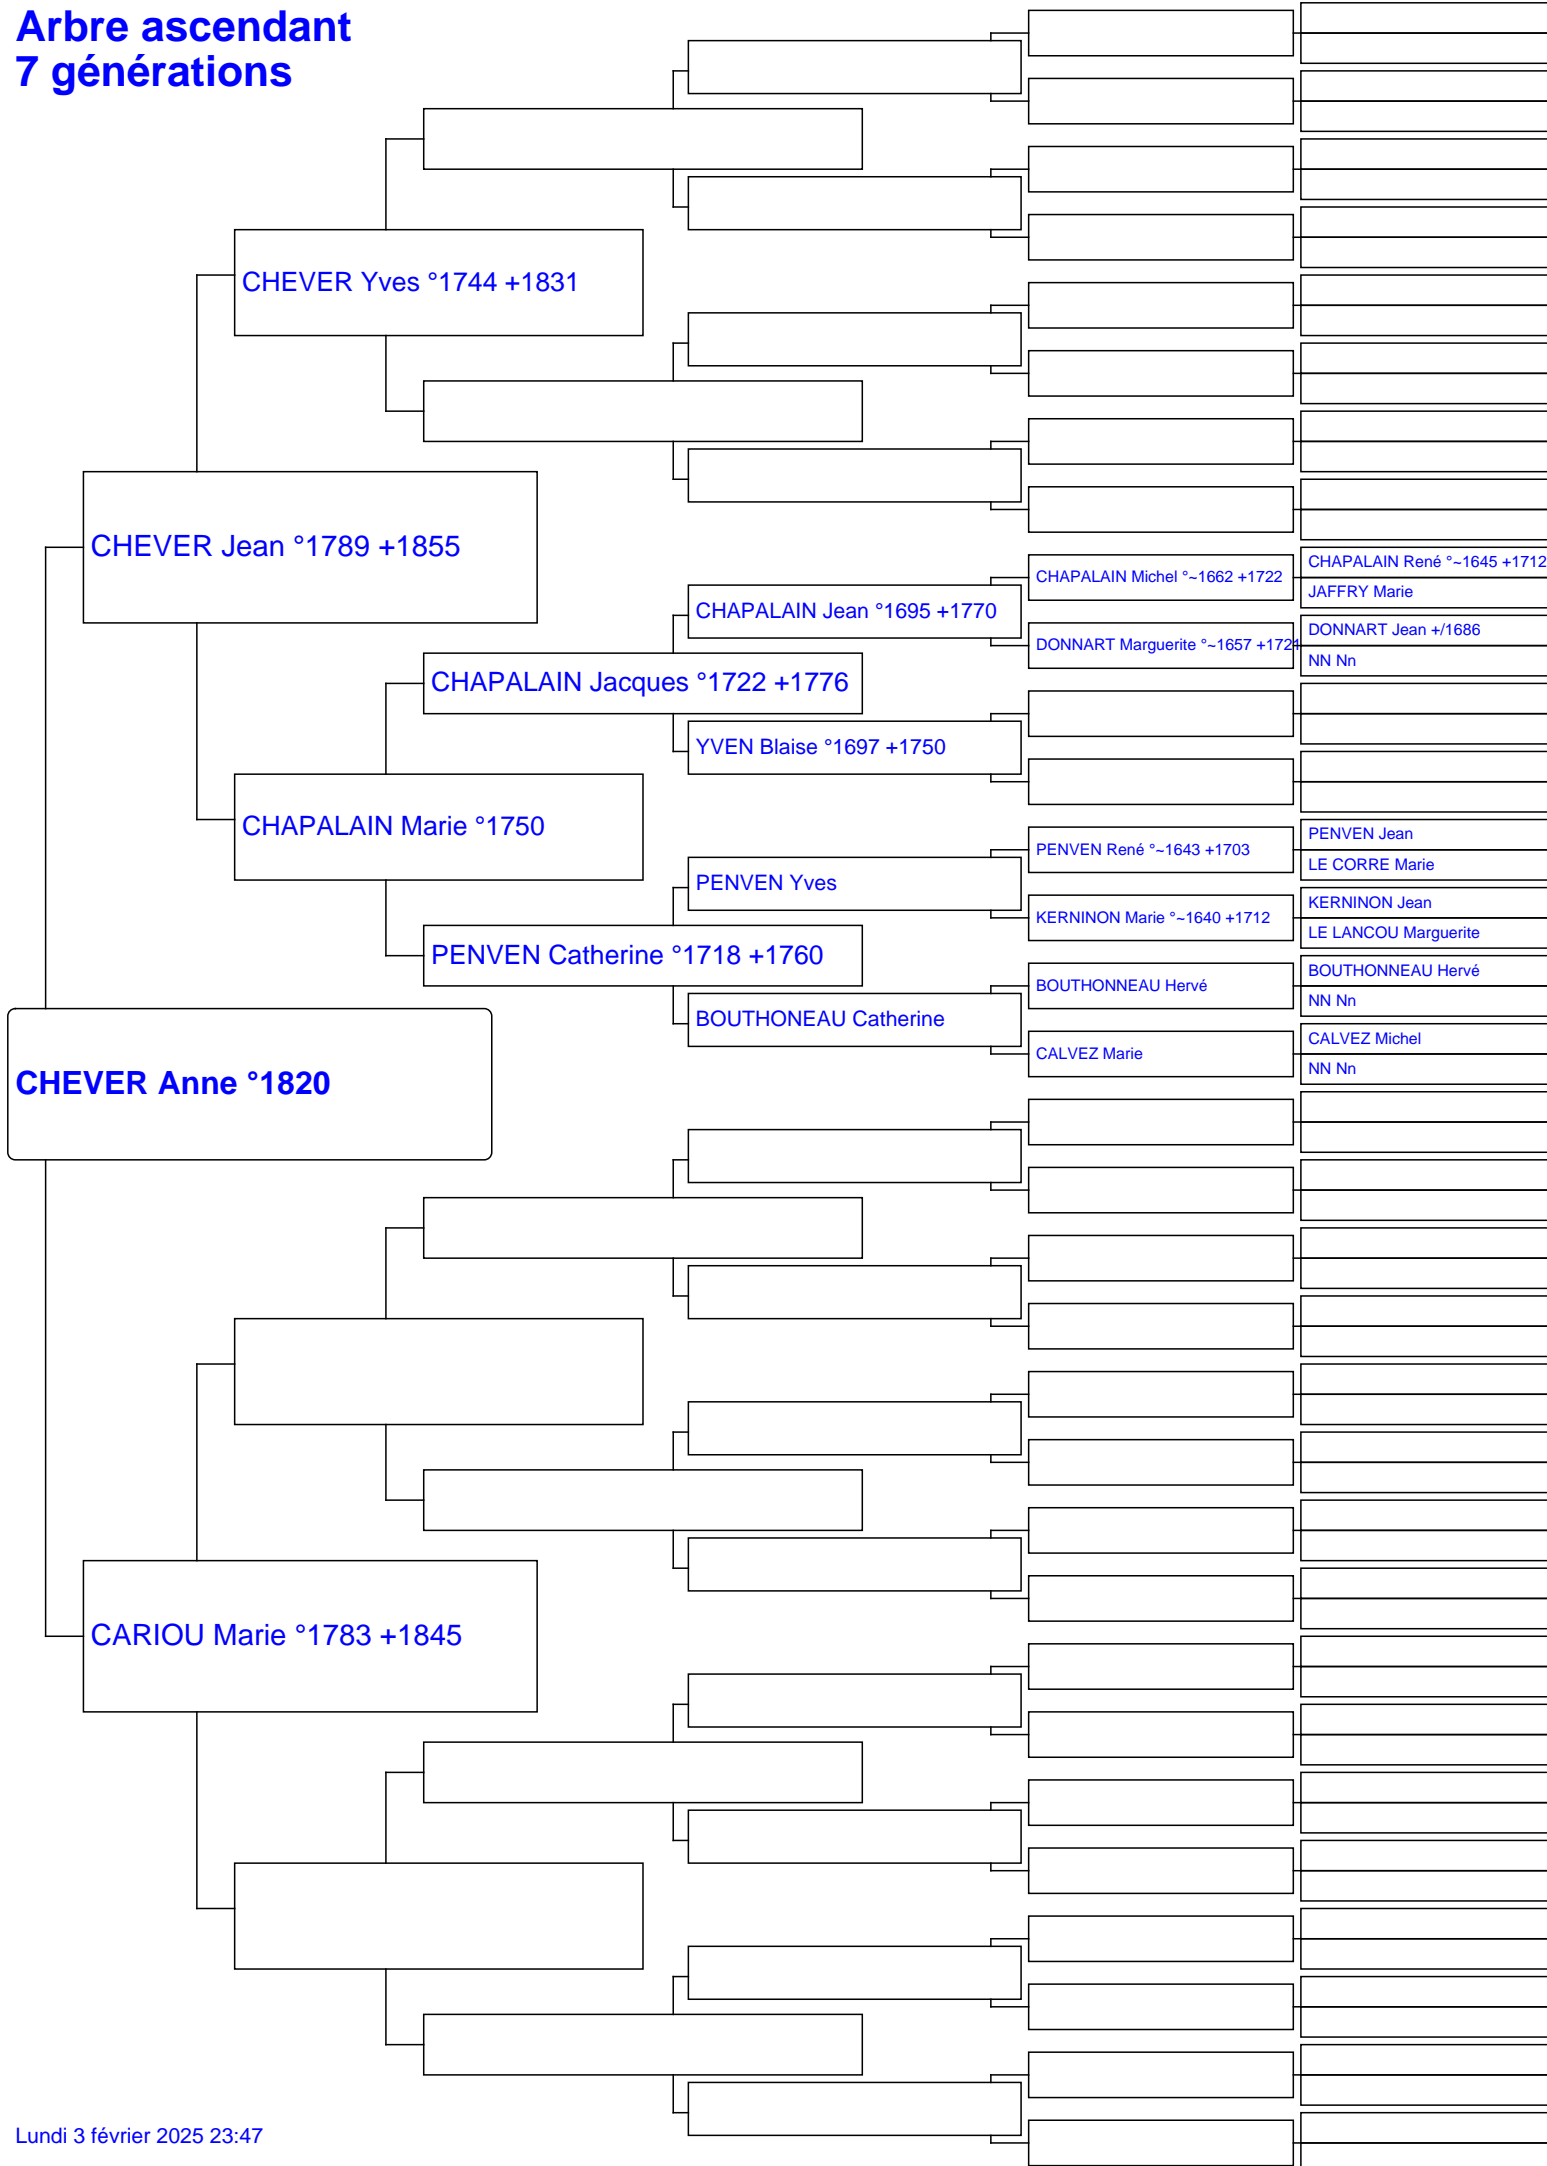 Arbre ascendant
7 générations
CHEVER Yves °1744 +1831
CHEVER Jean °1789 +1855
CHAPALAIN Michel °~1662 +1722
CHAPALAIN René °~1645 +1712
JAFFRY Marie
CHAPALAIN Jean °1695 +1770
DONNART Marguerite °~1657 +1721
DONNART Jean +/1686
NN Nn
CHAPALAIN Jacques °1722 +1776
YVEN Blaise °1697 +1750
CHAPALAIN Marie °1750
PENVEN René °~1643 +1703
PENVEN Jean
LE CORRE Marie
PENVEN Yves
KERNINON Marie °~1640 +1712
KERNINON Jean
LE LANCOU Marguerite
PENVEN Catherine °1718 +1760
BOUTHONNEAU Hervé
BOUTHONNEAU Hervé
NN Nn
BOUTHONEAU Catherine
CALVEZ Marie
CALVEZ Michel
NN Nn
CHEVER Anne °1820
CARIOU Marie °1783 +1845
Lundi 3 février 2025 23:47